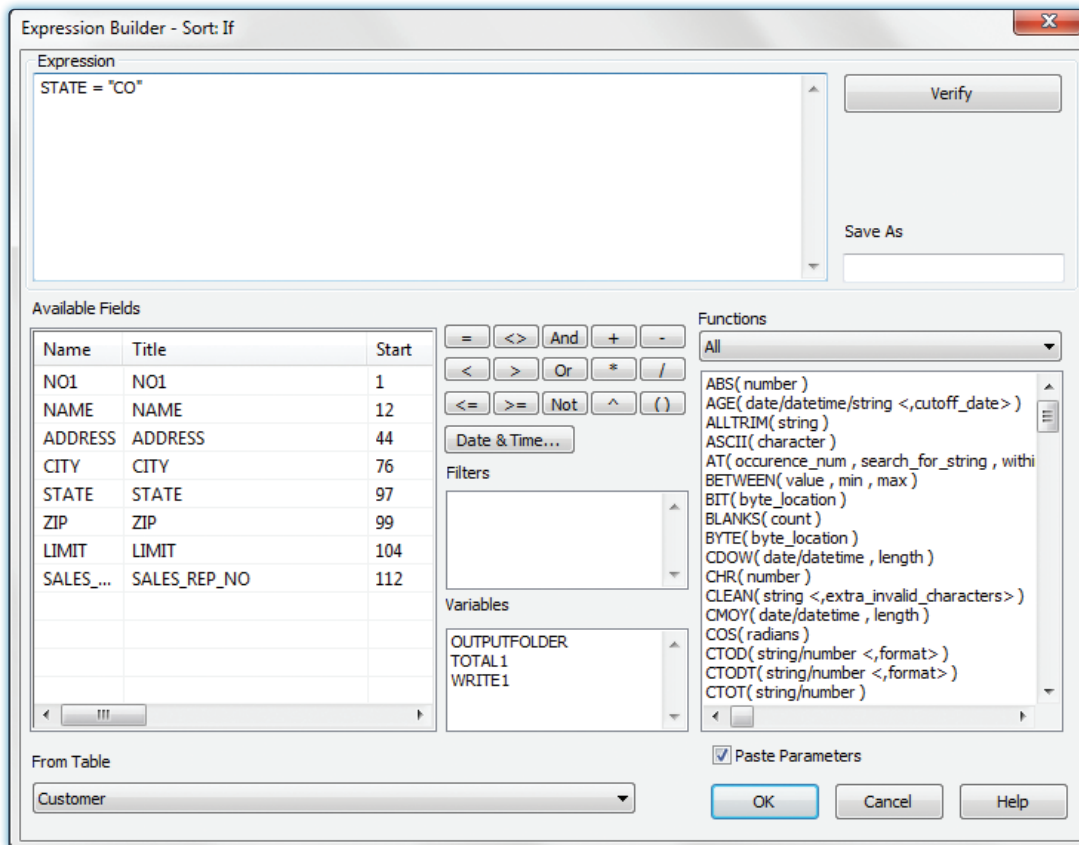 Expression Builder - Sort: If
Expression
STATE = "CO"
Verify
Save As
Available Fields
Name Title Start
NO1 NO1 1
NAME NAME 12
ADDRESS ADDRESS 44
CITY CITY 76
STATE STATE 97
ZIP ZIP 99
LIMIT LIMIT 104
SALES_... SALES_REP_NO 112
= <> And + -
< > Or * /
<= >= Not ^ ( )
Date & Time...
Filters
Variables
OUTPUTFOLDER
TOTAL1
WRITE1
Functions
All
ABS( number )
AGE( date/datetime/string <,cutoff_date> )
ALLTRIM( string )
ASCII( character )
AT( occurence_num , search_for_string , withi
BETWEEN( value , min , max )
BIT( byte_location )
BLANKS( count )
BYTE( byte_location )
CDOW( date/datetime , length )
CHR( number )
CLEAN( string <,extra_invalid_characters> )
CMOY( date/datetime , length )
COS( radians )
CTOD( string/number <,format> )
CTODT( string/number <,format> )
CTOT( string/number )
From Table
Customer
Paste Parameters
OK Cancel Help